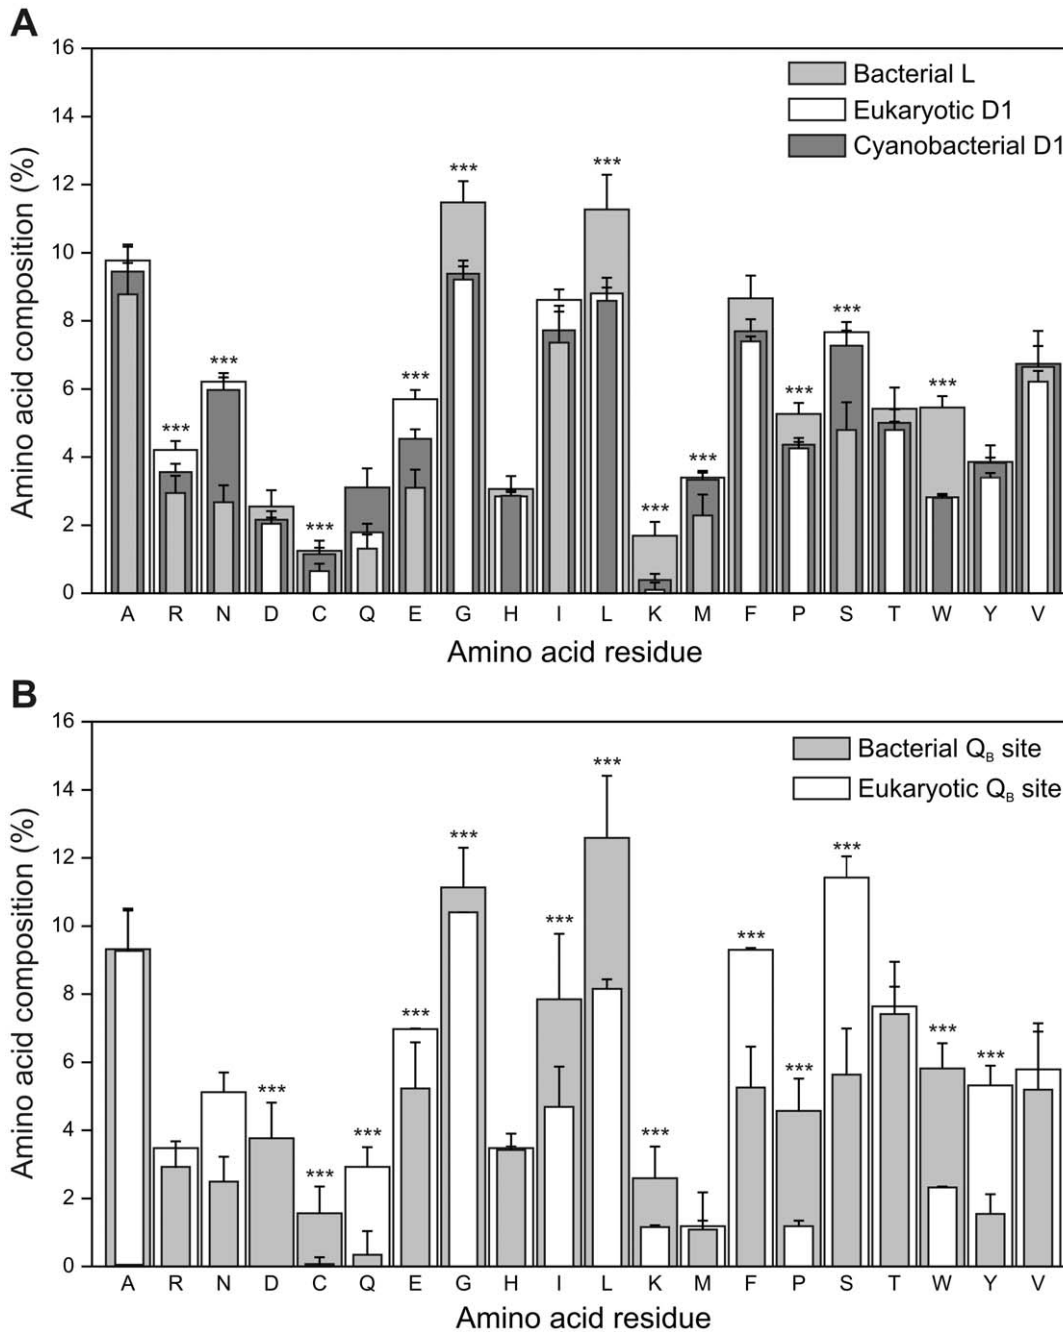 A
16
14
12
10
8
6
4
2
0
Amino acid composition (%)
Bacterial L
Eukaryotic D1
Cyanobacterial D1
*** *** *** *** *** *** *** *** *** *** ***
A R N D C Q E G H I L K M F P S T W Y V
Amino acid residue
B
16
14
12
10
8
6
4
2
0
Amino acid composition (%)
Bacterial QB site
Eukaryotic QB site
*** *** *** *** *** *** *** *** *** *** *** *** ***
A R N D C Q E G H I L K M F P S T W Y V
Amino acid residue